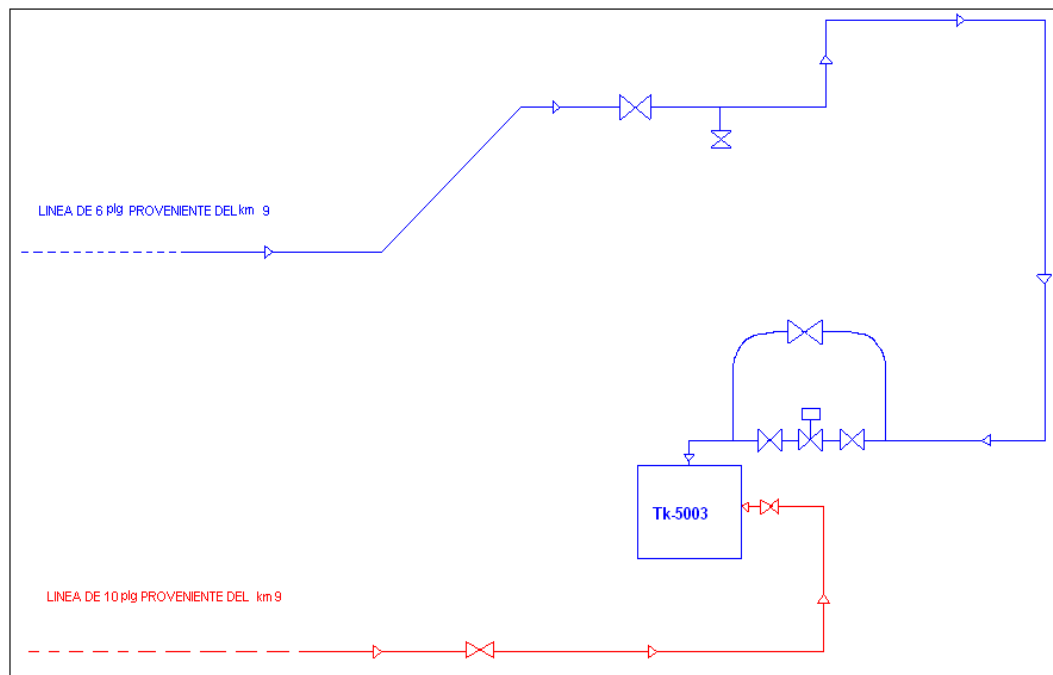 LINEA DE 6 plg PROVENIENTE DEL km 9
Tk-5003
LINEA DE 10 plg PROVENIENTE DEL km 9